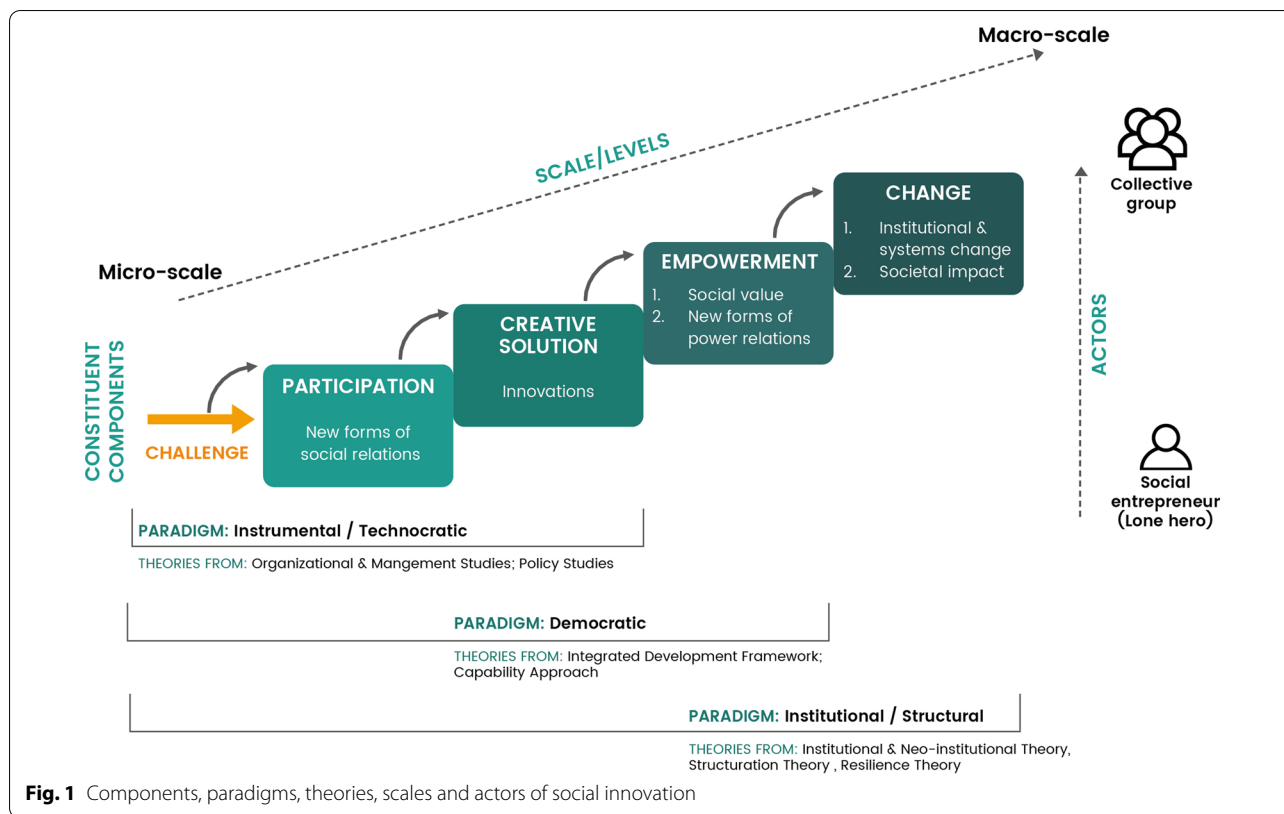 Macro-scale
SCALE/LEVELS
Micro-scale
Collective
group
ACTORS
Social
entrepreneur
(Lone hero)
CONSTITUENT
COMPONENTS
CHALLENGE
PARTICIPATION
New forms of
social relations
CREATIVE
SOLUTION
Innovations
EMPOWERMENT
1. Social value
2. New forms of
power relations
CHANGE
1. Institutional &
systems change
2. Societal impact
PARADIGM: Instrumental / Technocratic
THEORIES FROM: Organizational & Mangement Studies; Policy Studies
PARADIGM: Democratic
THEORIES FROM: Integrated Development Framework;
Capability Approach
PARADIGM: Institutional / Structural
THEORIES FROM: Institutional & Neo-institutional Theory,
Structuration Theory , Resilience Theory
Fig. 1 Components, paradigms, theories, scales and actors of social innovation